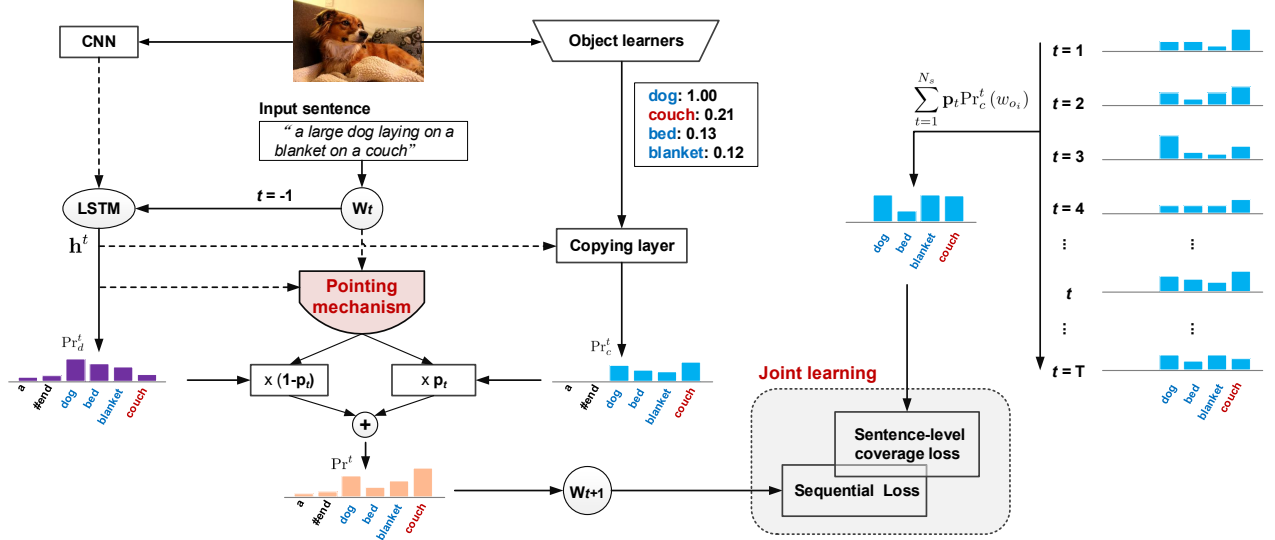 CNN
Object learners
dog: 1.00
couch: 0.21
bed: 0.13
blanket: 0.12
Input sentence
“ a large dog laying on a
blanket on a couch”
LSTM
t = -1
Wt
h^t
Copying layer
Pointing
mechanism
Pr_d^t
a
#end
dog
bed
blanket
couch
x (1-pt)
x pt
Pr_c^t
a
#end
dog
bed
blanket
couch
+
Pr^t
a
#end
dog
bed
blanket
couch
Wt+1
Joint learning
Sentence-level
coverage loss
Sequential Loss
\sum_{t=1}^{N_s} p_t Pr_c^t (w_{o_i})
dog
bed
blanket
couch
t = 1
t = 2
t = 3
t = 4
⋮
⋮
t
⋮
⋮
t = T
dog
bed
blanket
couch